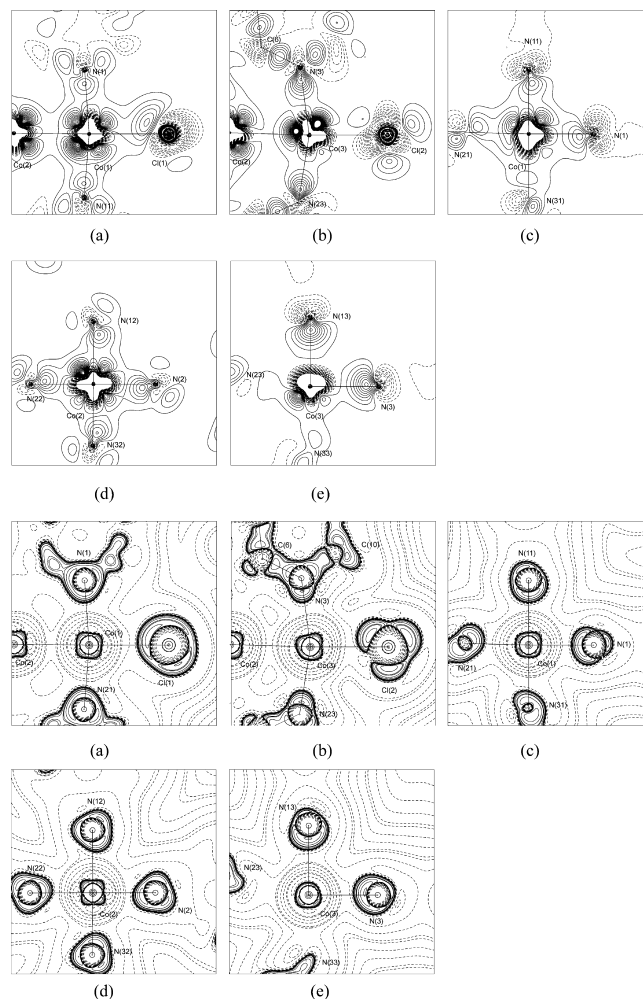 N(1)
Co(2)
Co(1)
Cl(1)
N(11)
(a)
C(6)
N(3)
Co(3)
Cl(2)
N(23)
(b)
N(11)
N(21)
N(1)
Co(1)
N(31)
(c)
N(12)
N(22)
N(2)
Co(2)
N(32)
(d)
N(13)
N(23)
N(3)
Co(3)
N(33)
(e)
N(1)
Co(1)
Co(2)
Cl(1)
N(21)
(a)
C(6)
C(10)
N(3)
Co(2)
Co(3)
Cl(2)
N(23)
(b)
N(11)
N(1)
N(21)
Co(1)
N(31)
(c)
N(12)
N(22)
N(2)
Co(2)
N(32)
(d)
N(13)
N(23)
N(3)
Co(3)
N(33)
(e)